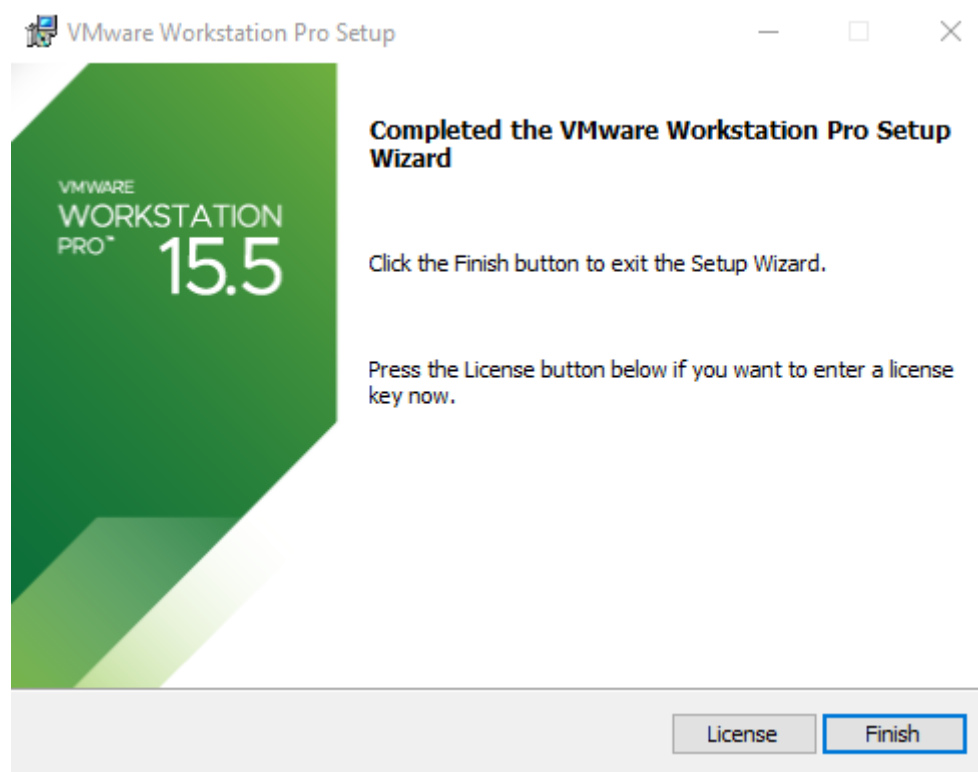 VMware Workstation Pro Setup
Completed the VMware Workstation Pro Setup
Wizard
VMWARE
WORKSTATION
PRO™ 15.5
Click the Finish button to exit the Setup Wizard.
Press the License button below if you want to enter a license
key now.
License Finish